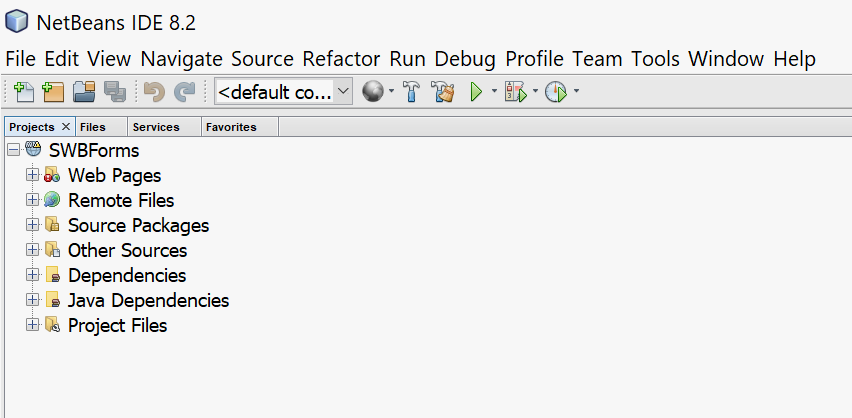 NetBeans IDE 8.2
File Edit View Navigate Source Refactor Run Debug Profile Team Tools Window Help
<default co...
Projects Files Services Favorites
SWBForms
Web Pages
Remote Files
Source Packages
Other Sources
Dependencies
Java Dependencies
Project Files